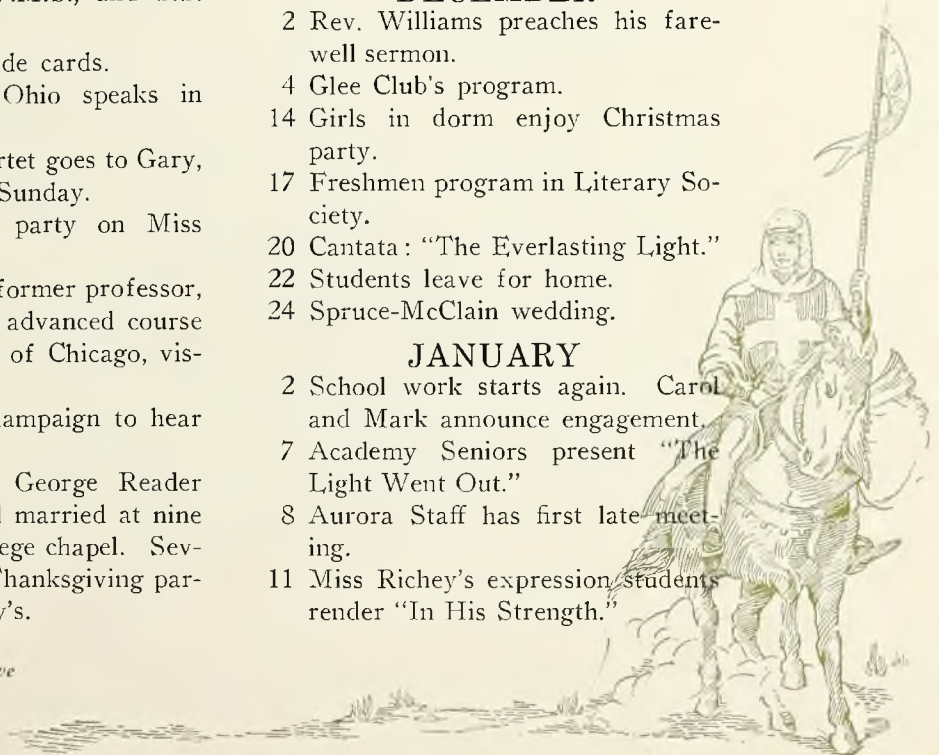 de cards.
Ohio speaks in
rtet goes to Gary,
Sunday.
party on Miss
former professor,
advanced course
of Chicago, vis-
ampaign to hear
George Reader
married at nine
ege chapel. Sev-
hanksgiving par-
y's.
ve
DECEMBER
2 Rev. Williams preaches his fare-
well sermon.
4 Glee Club's program.
14 Girls in dorm enjoy Christmas
party.
17 Freshmen program in Literary So-
ciety.
20 Cantata: "The Everlasting Light."
22 Students leave for home.
24 Spruce-McClain wedding.
JANUARY
2 School work starts again. Carol
and Mark announce engagement.
7 Academy Seniors present "The
Light Went Out."
8 Aurora Staff has first late meet-
ing.
11 Miss Richey's expression students
render "In His Strength."